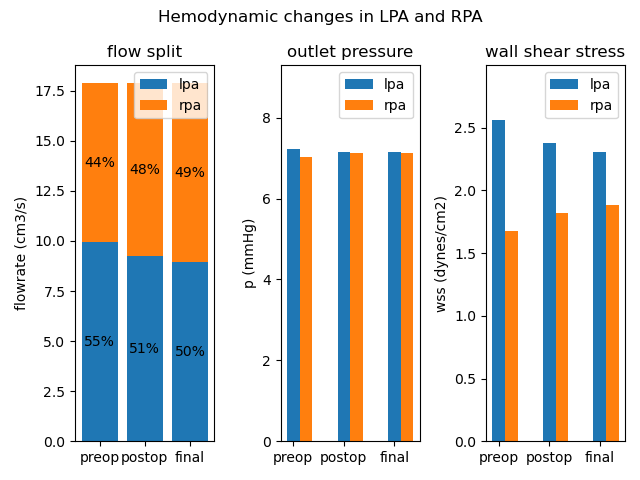 Hemodynamic changes in LPA and RPA
flow split
flowrate (cm3/s)
17.5
15.0
12.5
10.0
7.5
5.0
2.5
0.0
lpa
rpa
44%
48%
49%
55%
51%
50%
preop
postop
final
outlet pressure
p (mmHg)
8
6
4
2
0
lpa
rpa
preop
postop
final
wall shear stress
wss (dynes/cm2)
2.5
2.0
1.5
1.0
0.5
0.0
lpa
rpa
preop
postop
final